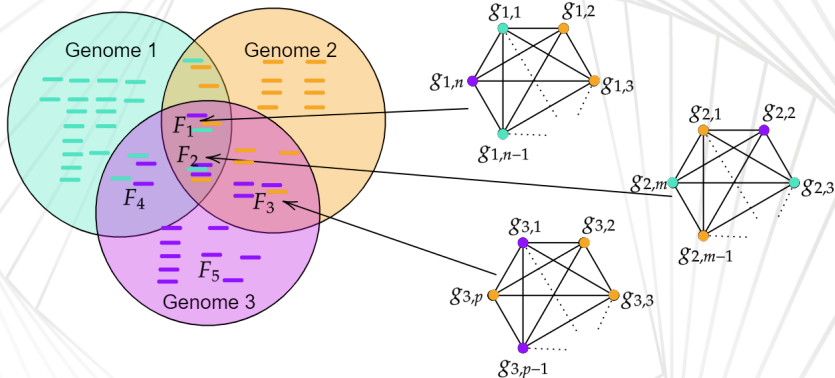 Genome 1
Genome 2
F₁
F₂
F₃
F₄
F₅
Genome 3
g₁,₁
g₁,₂
g₁,ₙ
g₁,₃
g₁,ₙ₋₁
g₂,₁
g₂,₂
g₂,ₘ
g₂,₃
g₂,ₘ₋₁
g₃,₁
g₃,₂
g₃,ₚ
g₃,₃
g₃,ₚ₋₁